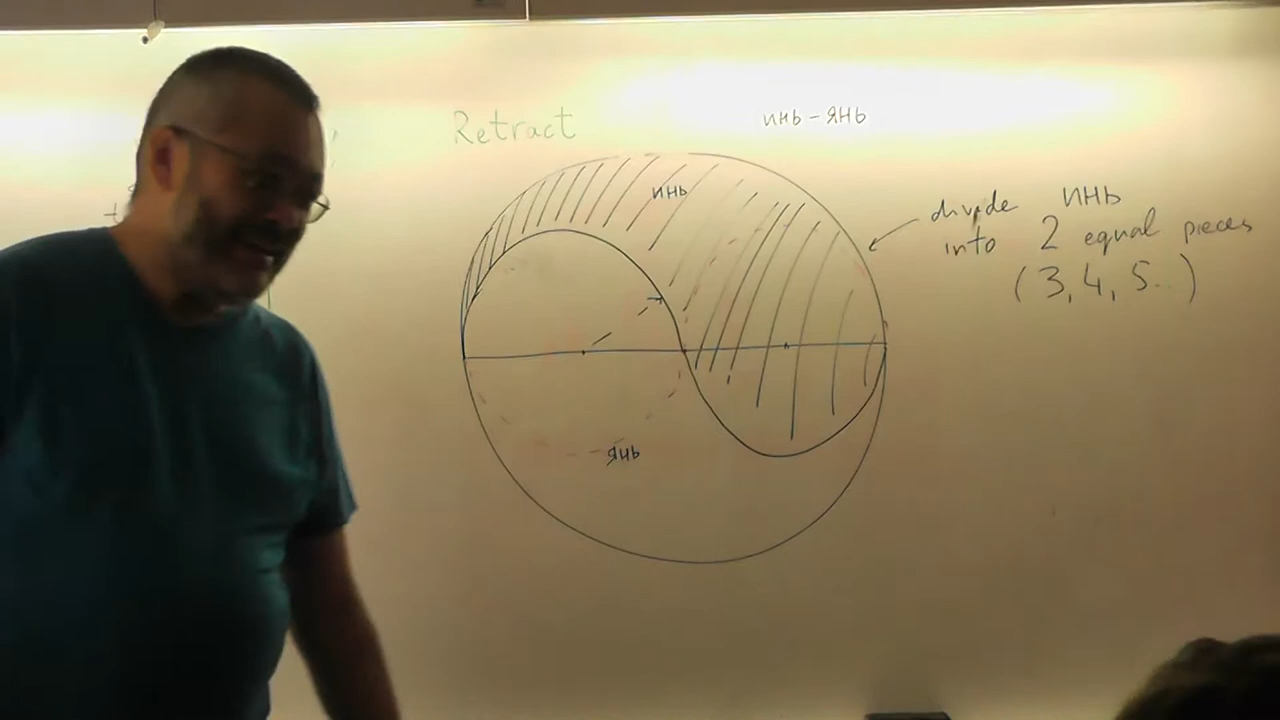 Retract
инь - янь
инь
янь
divide инь
into 2 equal pieces
(3, 4, 5..)